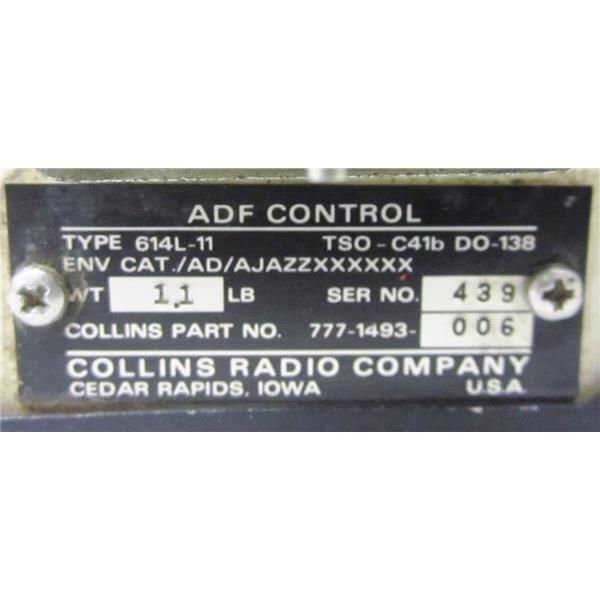 ADF CONTROL
TYPE 614L-11 TSO-C41b DO-138
ENV CAT./AD/AJAZZXXXXXX
WT 1.1 LB SER NO. 439
COLLINS PART NO. 777-1493-006
COLLINS RADIO COMPANY
CEDAR RAPIDS, IOWA U.S.A.